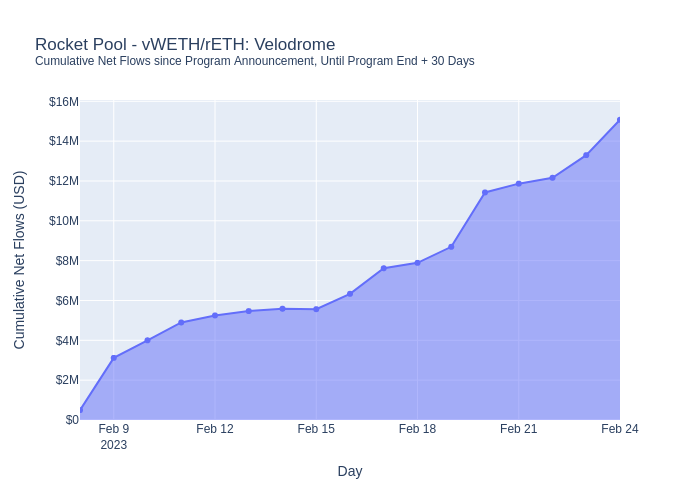 Rocket Pool - vWETH/rETH: Velodrome
Cumulative Net Flows since Program Announcement, Until Program End + 30 Days
Cumulative Net Flows (USD)
$16M
$14M
$12M
$10M
$8M
$6M
$4M
$2M
$0
Feb 9
2023
Feb 12
Feb 15
Feb 18
Feb 21
Feb 24
Day